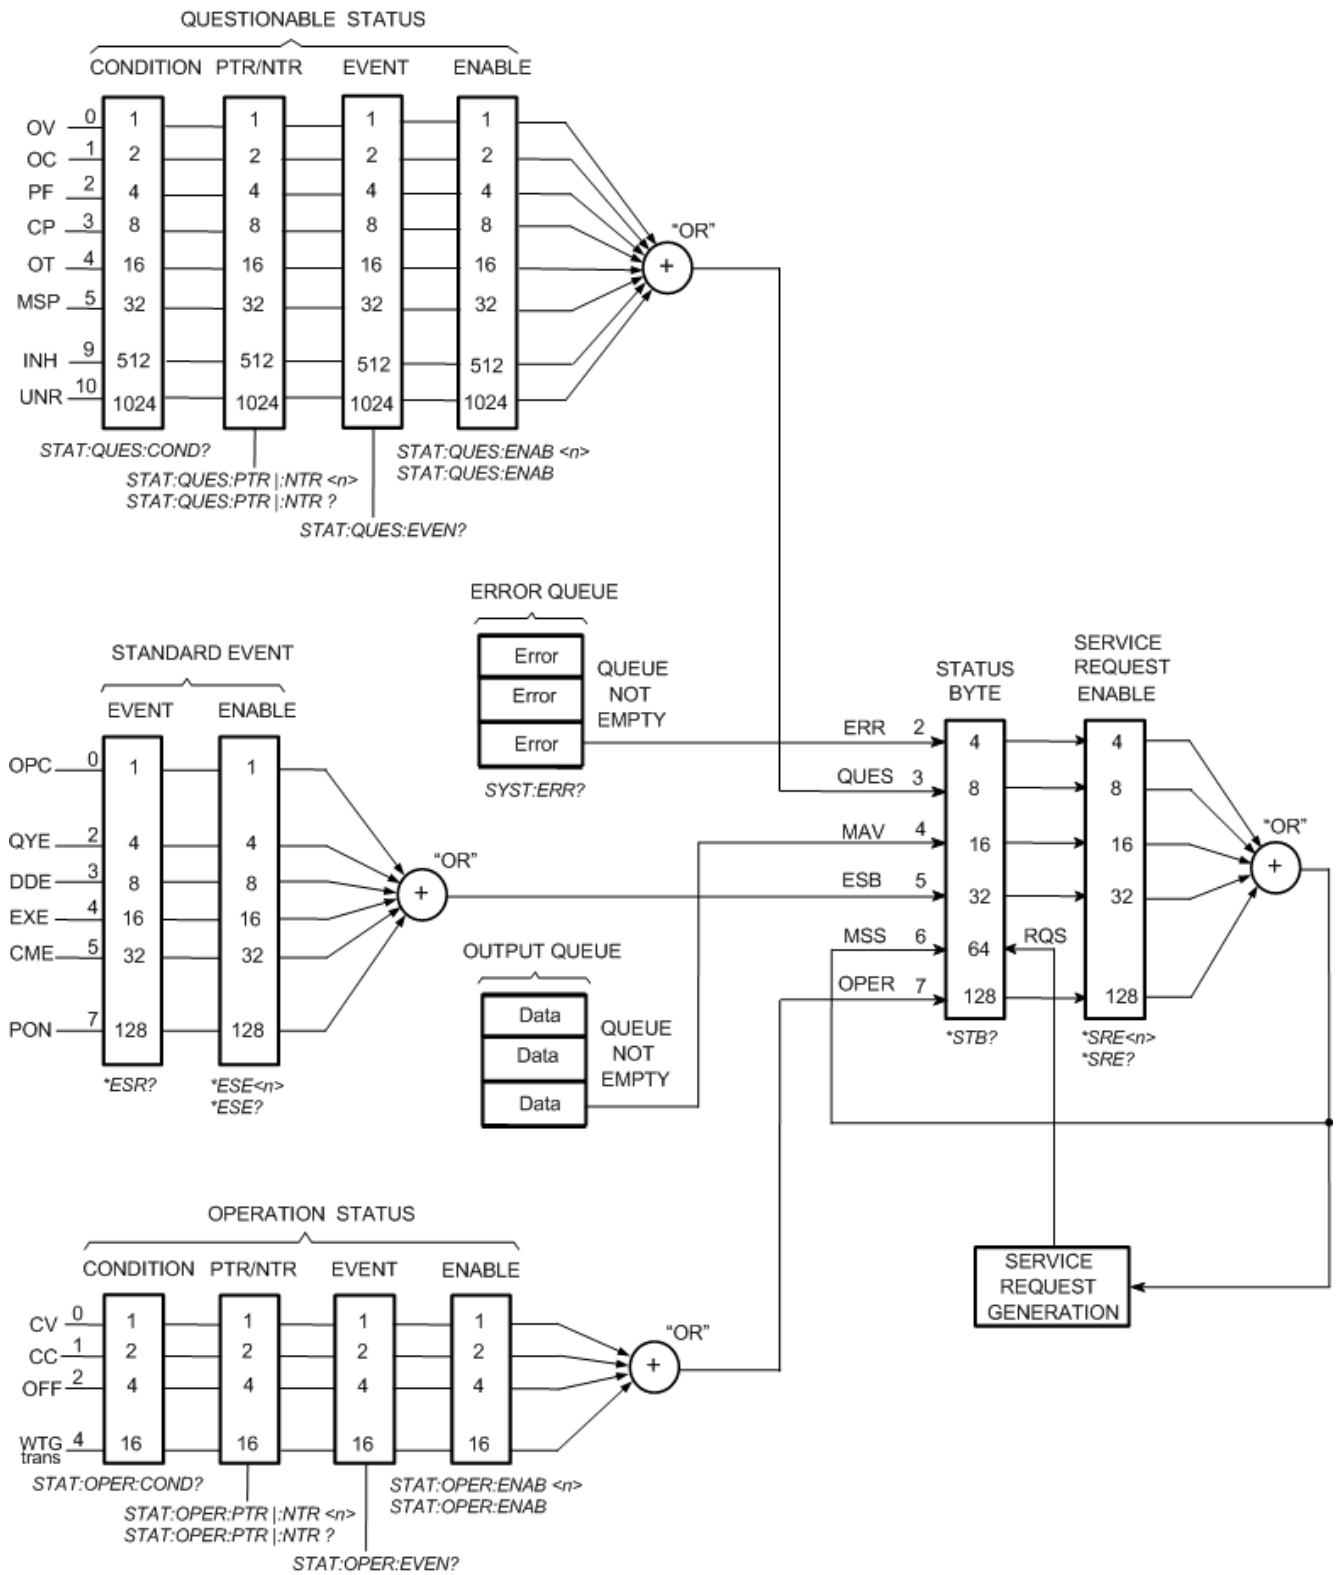 QUESTIONABLE STATUS
CONDITION PTR/NTR EVENT ENABLE
OV 0 1 1 1 1
OC 1 2 2 2 2
PF 2 4 4 4 4
CP 3 8 8 8 8
OT 4 16 16 16 16
MSP 5 32 32 32 32
INH 9 512 512 512 512
UNR 10 1024 1024 1024 1024
"OR"
+
STAT:QUES:COND?
STAT:QUES:PTR |:NTR <n>
STAT:QUES:PTR |:NTR ?
STAT:QUES:EVEN?
STAT:QUES:ENAB <n>
STAT:QUES:ENAB
ERROR QUEUE
Error
Error
Error
QUEUE
NOT
EMPTY
SYST:ERR?
STANDARD EVENT
EVENT ENABLE
OPC 0 1 1
QYE 2 4 4
DDE 3 8 8
EXE 4 16 16
CME 5 32 32
PON 7 128 128
"OR"
+
*ESR?
*ESE<n>
*ESE?
OUTPUT QUEUE
Data
Data
Data
QUEUE
NOT
EMPTY
STATUS
BYTE
SERVICE
REQUEST
ENABLE
ERR 2 4 4
QUES 3 8 8
MAV 4 16 16
ESB 5 32 32
MSS 6 64 RQS
OPER 7 128 128
"OR"
+
*STB?
*SRE<n>
*SRE?
SERVICE
REQUEST
GENERATION
OPERATION STATUS
CONDITION PTR/NTR EVENT ENABLE
CV 0 1 1 1 1
CC 1 2 2 2 2
OFF 2 4 4 4 4
WTG 4 16 16 16 16
trans
"OR"
+
STAT:OPER:COND?
STAT:OPER:PTR |:NTR <n>
STAT:OPER:PTR |:NTR ?
STAT:OPER:EVEN?
STAT:OPER:ENAB <n>
STAT:OPER:ENAB